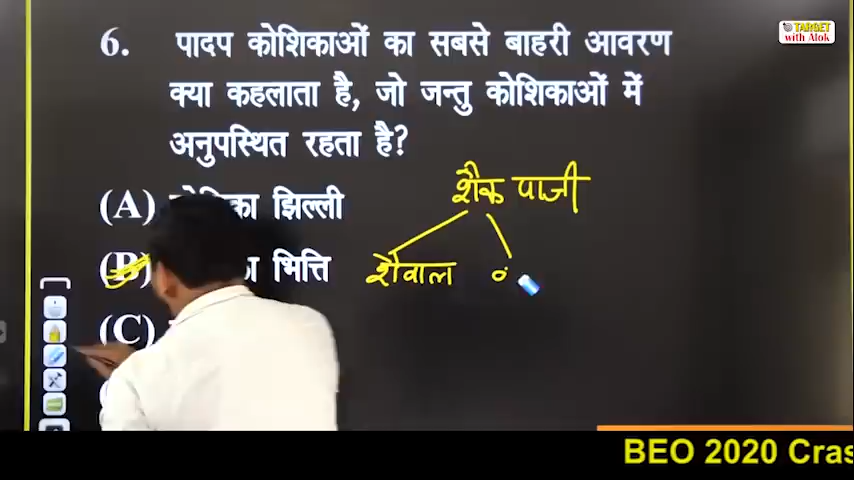 TARGET
with Alok
6. पादप कोशिकाओं का सबसे बाहरी आवरण
क्या कहलाता है, जो जन्तु कोशिकाओं में
अनुपस्थित रहता है?
शैक पाजी
(A) झिल्ली
शैवाल
(B) भित्ति
(C)
BEO 2020 Cras